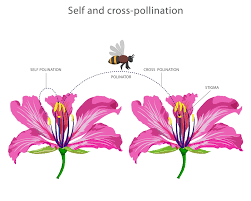 Self and cross-pollination
SELF POLLINATION
POLLINATOR
CROSS- POLLINATION
STIGMA